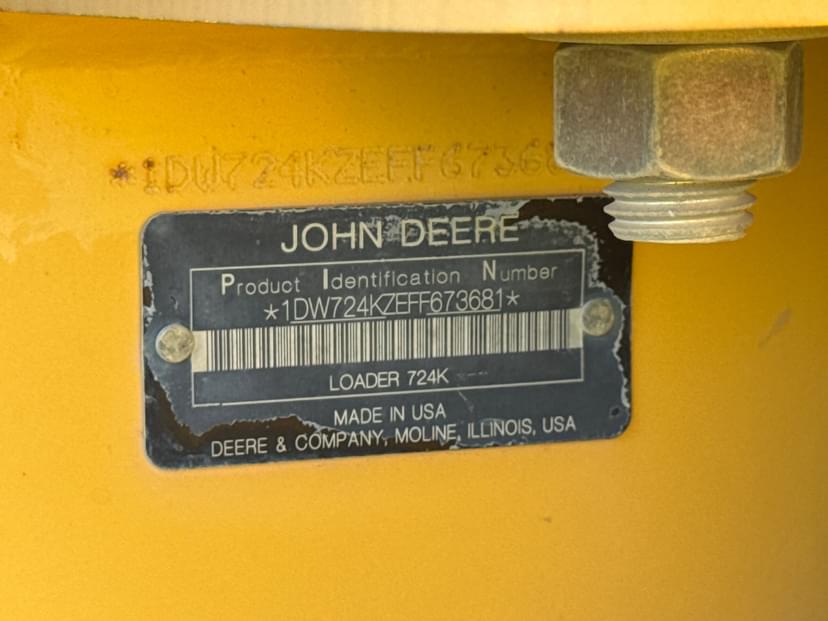 *1DW724KZEFF6736
JOHN DEERE
Product Identification Number
*1DW724KZEFF673681*
LOADER 724K
MADE IN USA
DEERE & COMPANY, MOLINE, ILLINOIS, USA